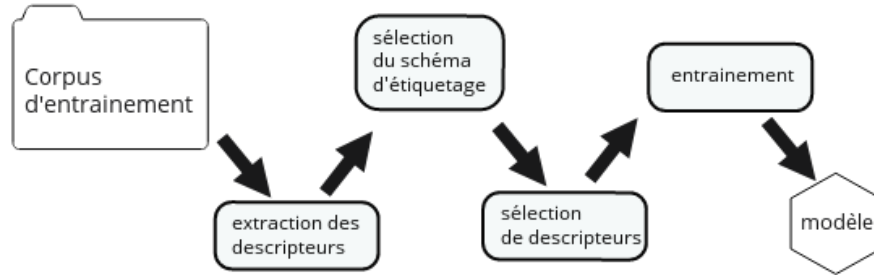 Corpus
d'entrainement
extraction des
descripteurs
sélection
du schéma
d'étiquetage
sélection
de descripteurs
entrainement
modèle